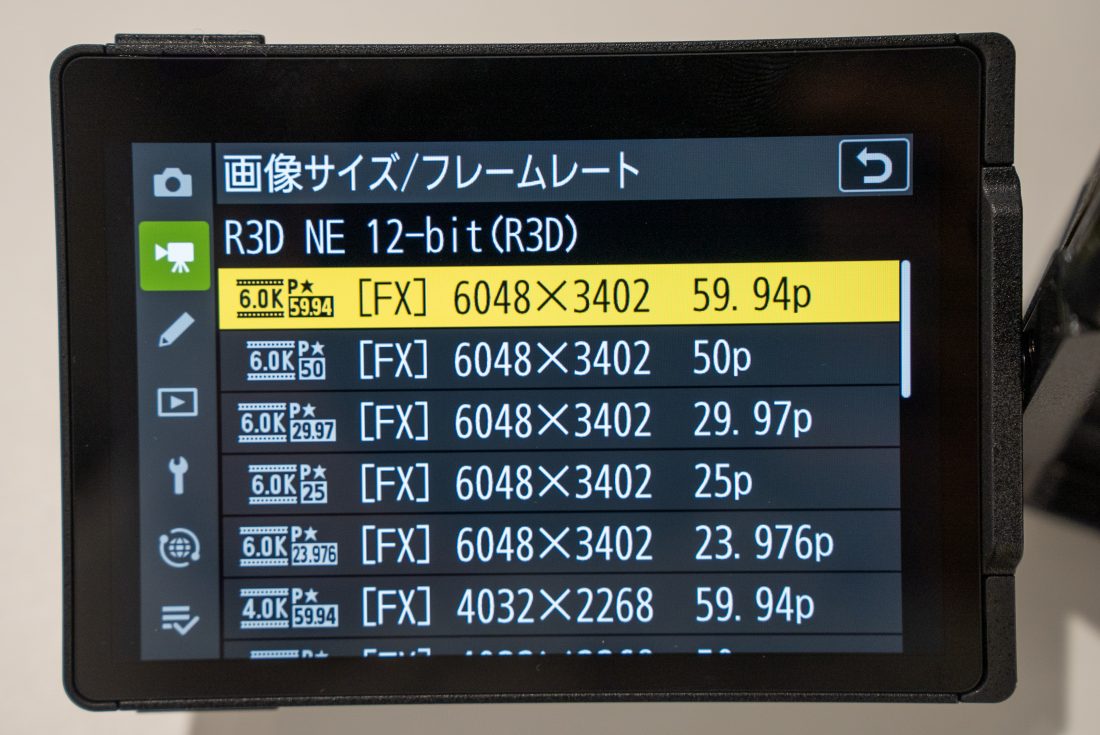 画像サイズ/フレームレート
R3D NE 12-bit(R3D)
6.0K P★ 59.94 [FX] 6048×3402 59.94p
6.0K P★ 50 [FX] 6048×3402 50p
6.0K P★ 29.97 [FX] 6048×3402 29.97p
6.0K P★ 25 [FX] 6048×3402 25p
6.0K P★ 23.976 [FX] 6048×3402 23.976p
4.0K P★ 59.94 [FX] 4032×2268 59.94p